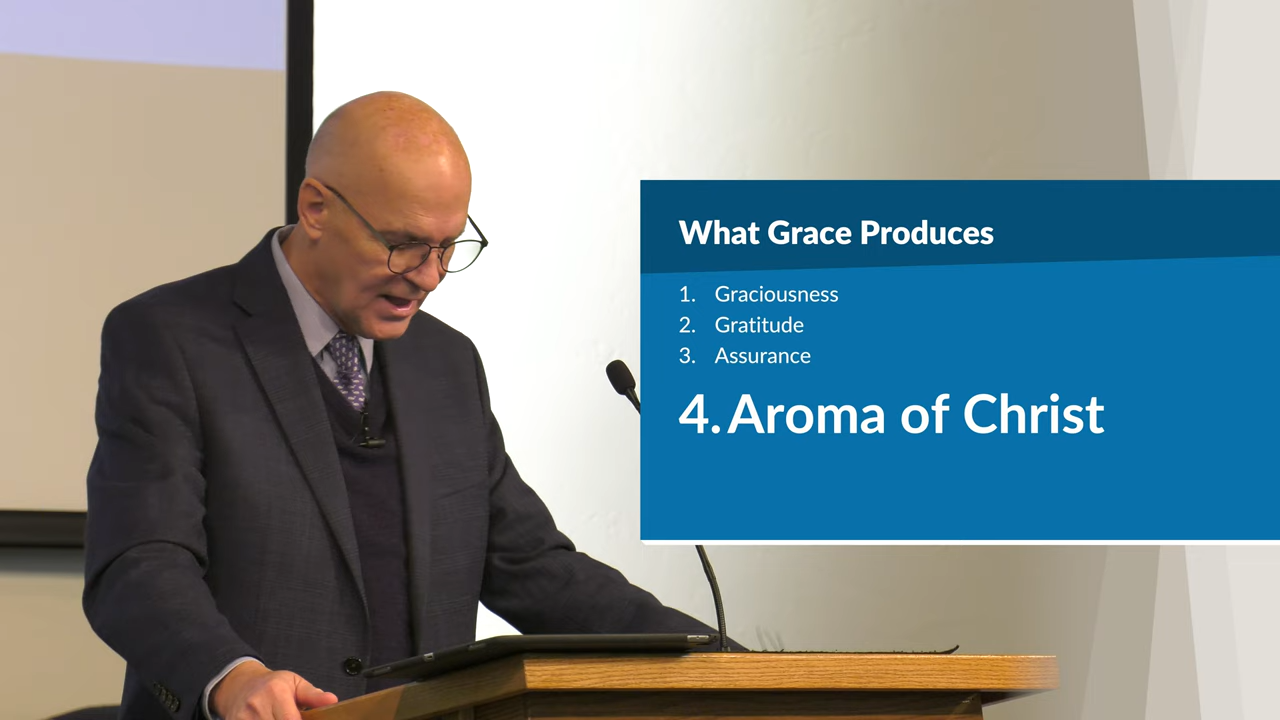 What Grace Produces
1. Graciousness
2. Gratitude
3. Assurance
4. Aroma of Christ